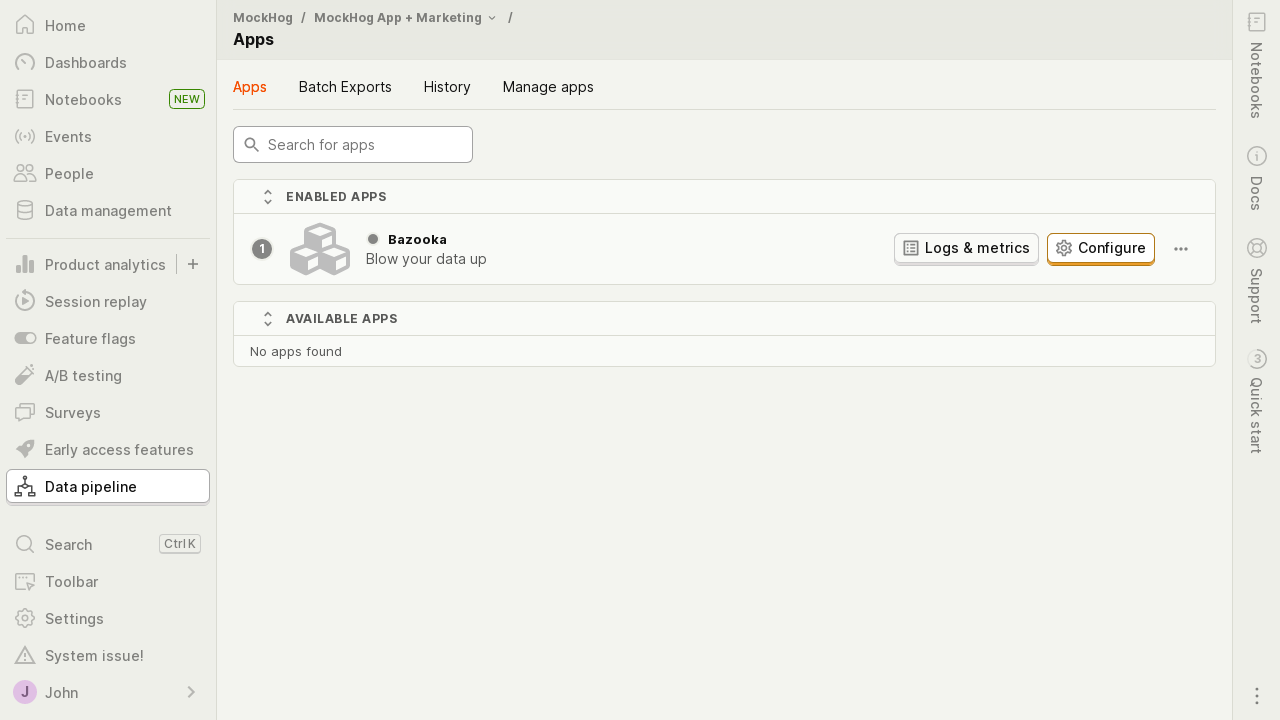 Home
Dashboards
Notebooks NEW
Events
People
Data management
Product analytics
Session replay
Feature flags
A/B testing
Surveys
Early access features
Data pipeline
Search Ctrl K
Toolbar
Settings
System issue!
J John
MockHog / MockHog App + Marketing /
Apps
Apps Batch Exports History Manage apps
Search for apps
ENABLED APPS
1 Bazooka
Blow your data up
Logs & metrics Configure
AVAILABLE APPS
No apps found
Notebooks
Docs
Support
3 Quick start